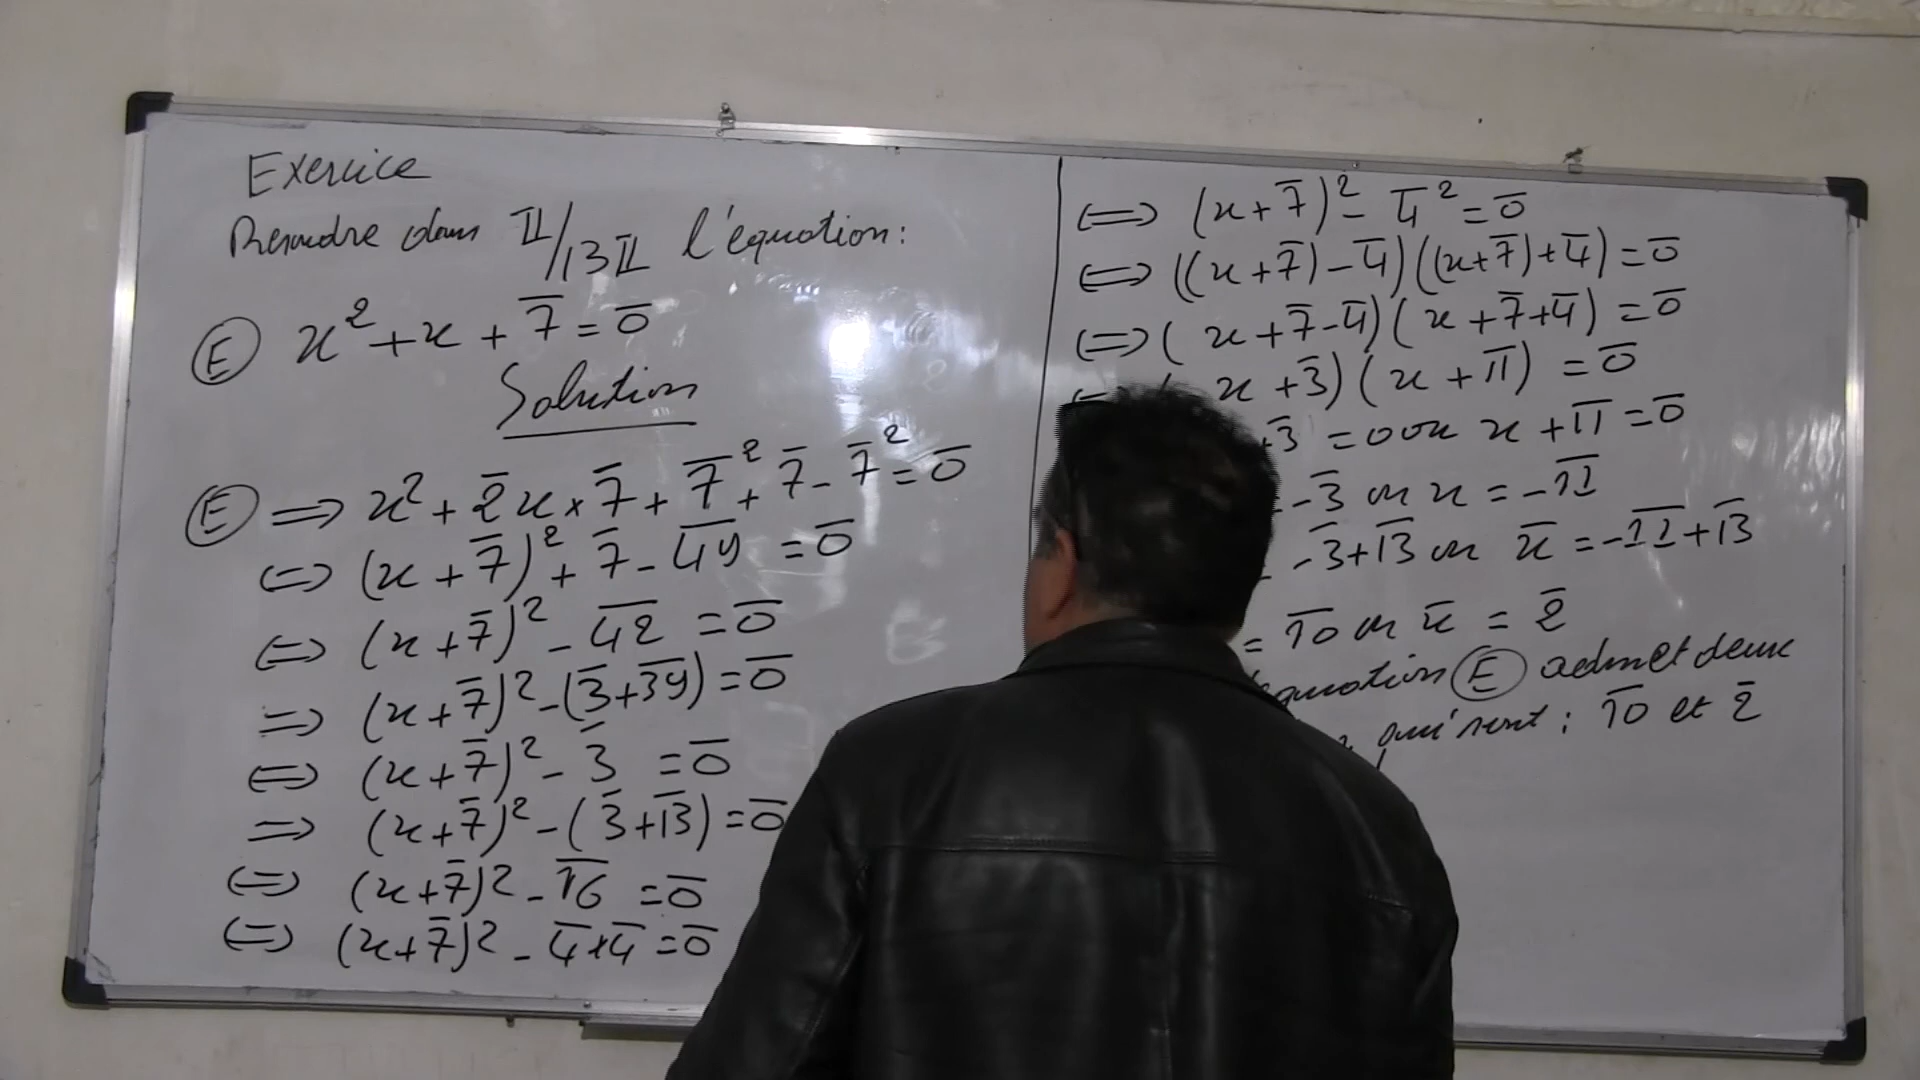 Exercice
Résoudre dans ℤ/13ℤ l'équation:
(E) x² + x + 7̅ = 0̅
Solution
(E) => x² + 2̅x × 7̅ + 7̅² + 7̅ - 7̅² = 0̅
<=> (x + 7̅)² + 7̅ - 4̅9̅ = 0̅
<=> (x + 7̅)² - 4̅2̅ = 0̅
=> (x + 7̅)² - (3̅ + 3̅9̅) = 0̅
<=> (x + 7̅)² - 3̅ = 0̅
=> (x + 7̅)² - (3̅ + 1̅3̅) = 0̅
<=> (x + 7̅)² - 1̅6̅ = 0̅
<=> (x + 7̅)² - 4̅ × 4̅ = 0̅
<=> (x + 7̅)² - 4̅² = 0̅
<=> ((x + 7̅) - 4̅)((x + 7̅) + 4̅) = 0̅
<=> (x + 7̅ - 4̅)(x + 7̅ + 4̅) = 0̅
x + 3̅)(x + 1̅1̅) = 0̅
+ 3̅ = 0 ou x + 1̅1̅ = 0̅
- 3̅ ou x = - 1̅1̅
- 3̅ + 1̅3̅ ou x̅ = - 1̅1̅ + 1̅3̅
= 1̅0̅ ou x̅ = 2̅
équation (E) admet deux
qui sont : 1̅0̅ et 2̅